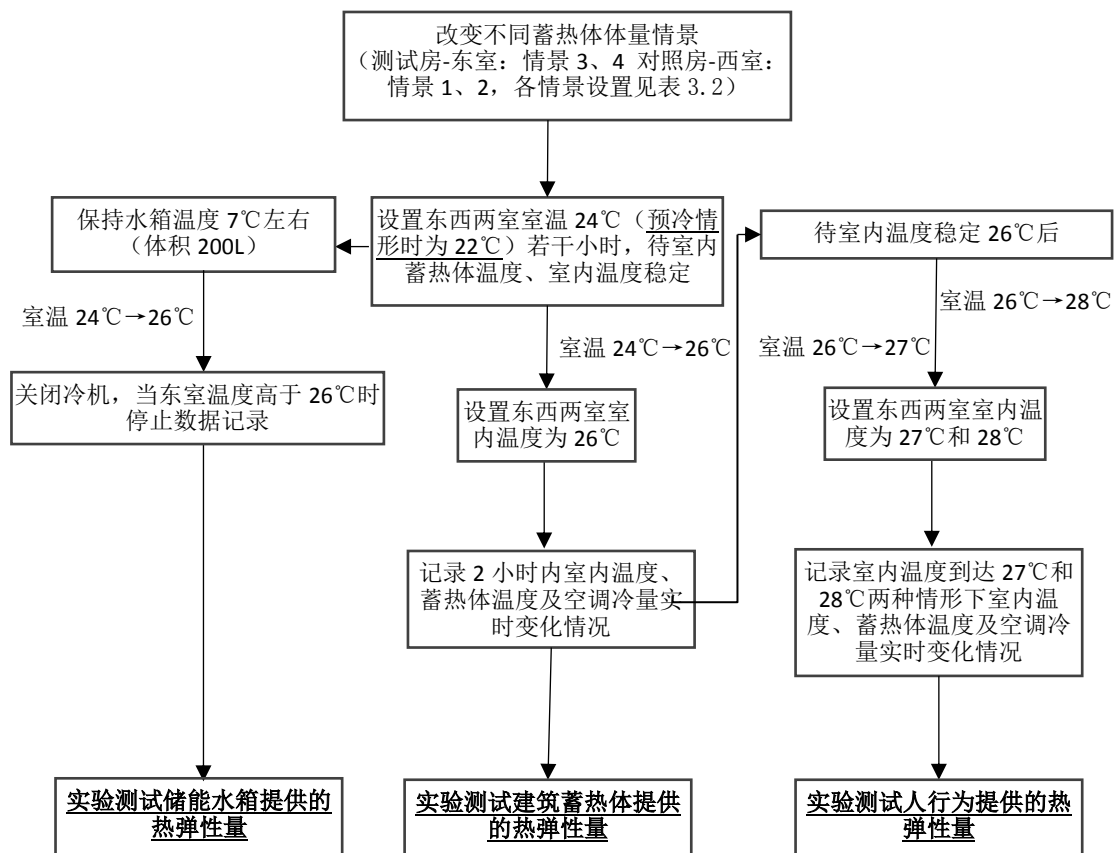 改变不同蓄热体体量情景
（测试房-东室：情景 3、4 对照房-西室：
情景 1、2，各情景设置见表 3.2）
保持水箱温度 7℃左右
（体积 200L）
设置东西两室室温 24℃（预冷情
形时为 22℃）若干小时，待室内
蓄热体温度、室内温度稳定
待室内温度稳定 26℃后
室温 24℃→26℃
室温 24℃→26℃
室温 26℃→28℃
室温 26℃→27℃
关闭冷机，当东室温度高于 26℃时
停止数据记录
设置东西两室室
内温度为 26℃
设置东西两室室内温
度为 27℃和 28℃
记录 2 小时内室内温度、
蓄热体温度及空调冷量实
时变化情况
记录室内温度到达 27℃和
28℃两种情形下室内温
度、蓄热体温度及空调冷
量实时变化情况
实验测试储能水箱提供的
热弹性量
实验测试建筑蓄热体提供
的热弹性量
实验测试人行为提供的热
弹性量